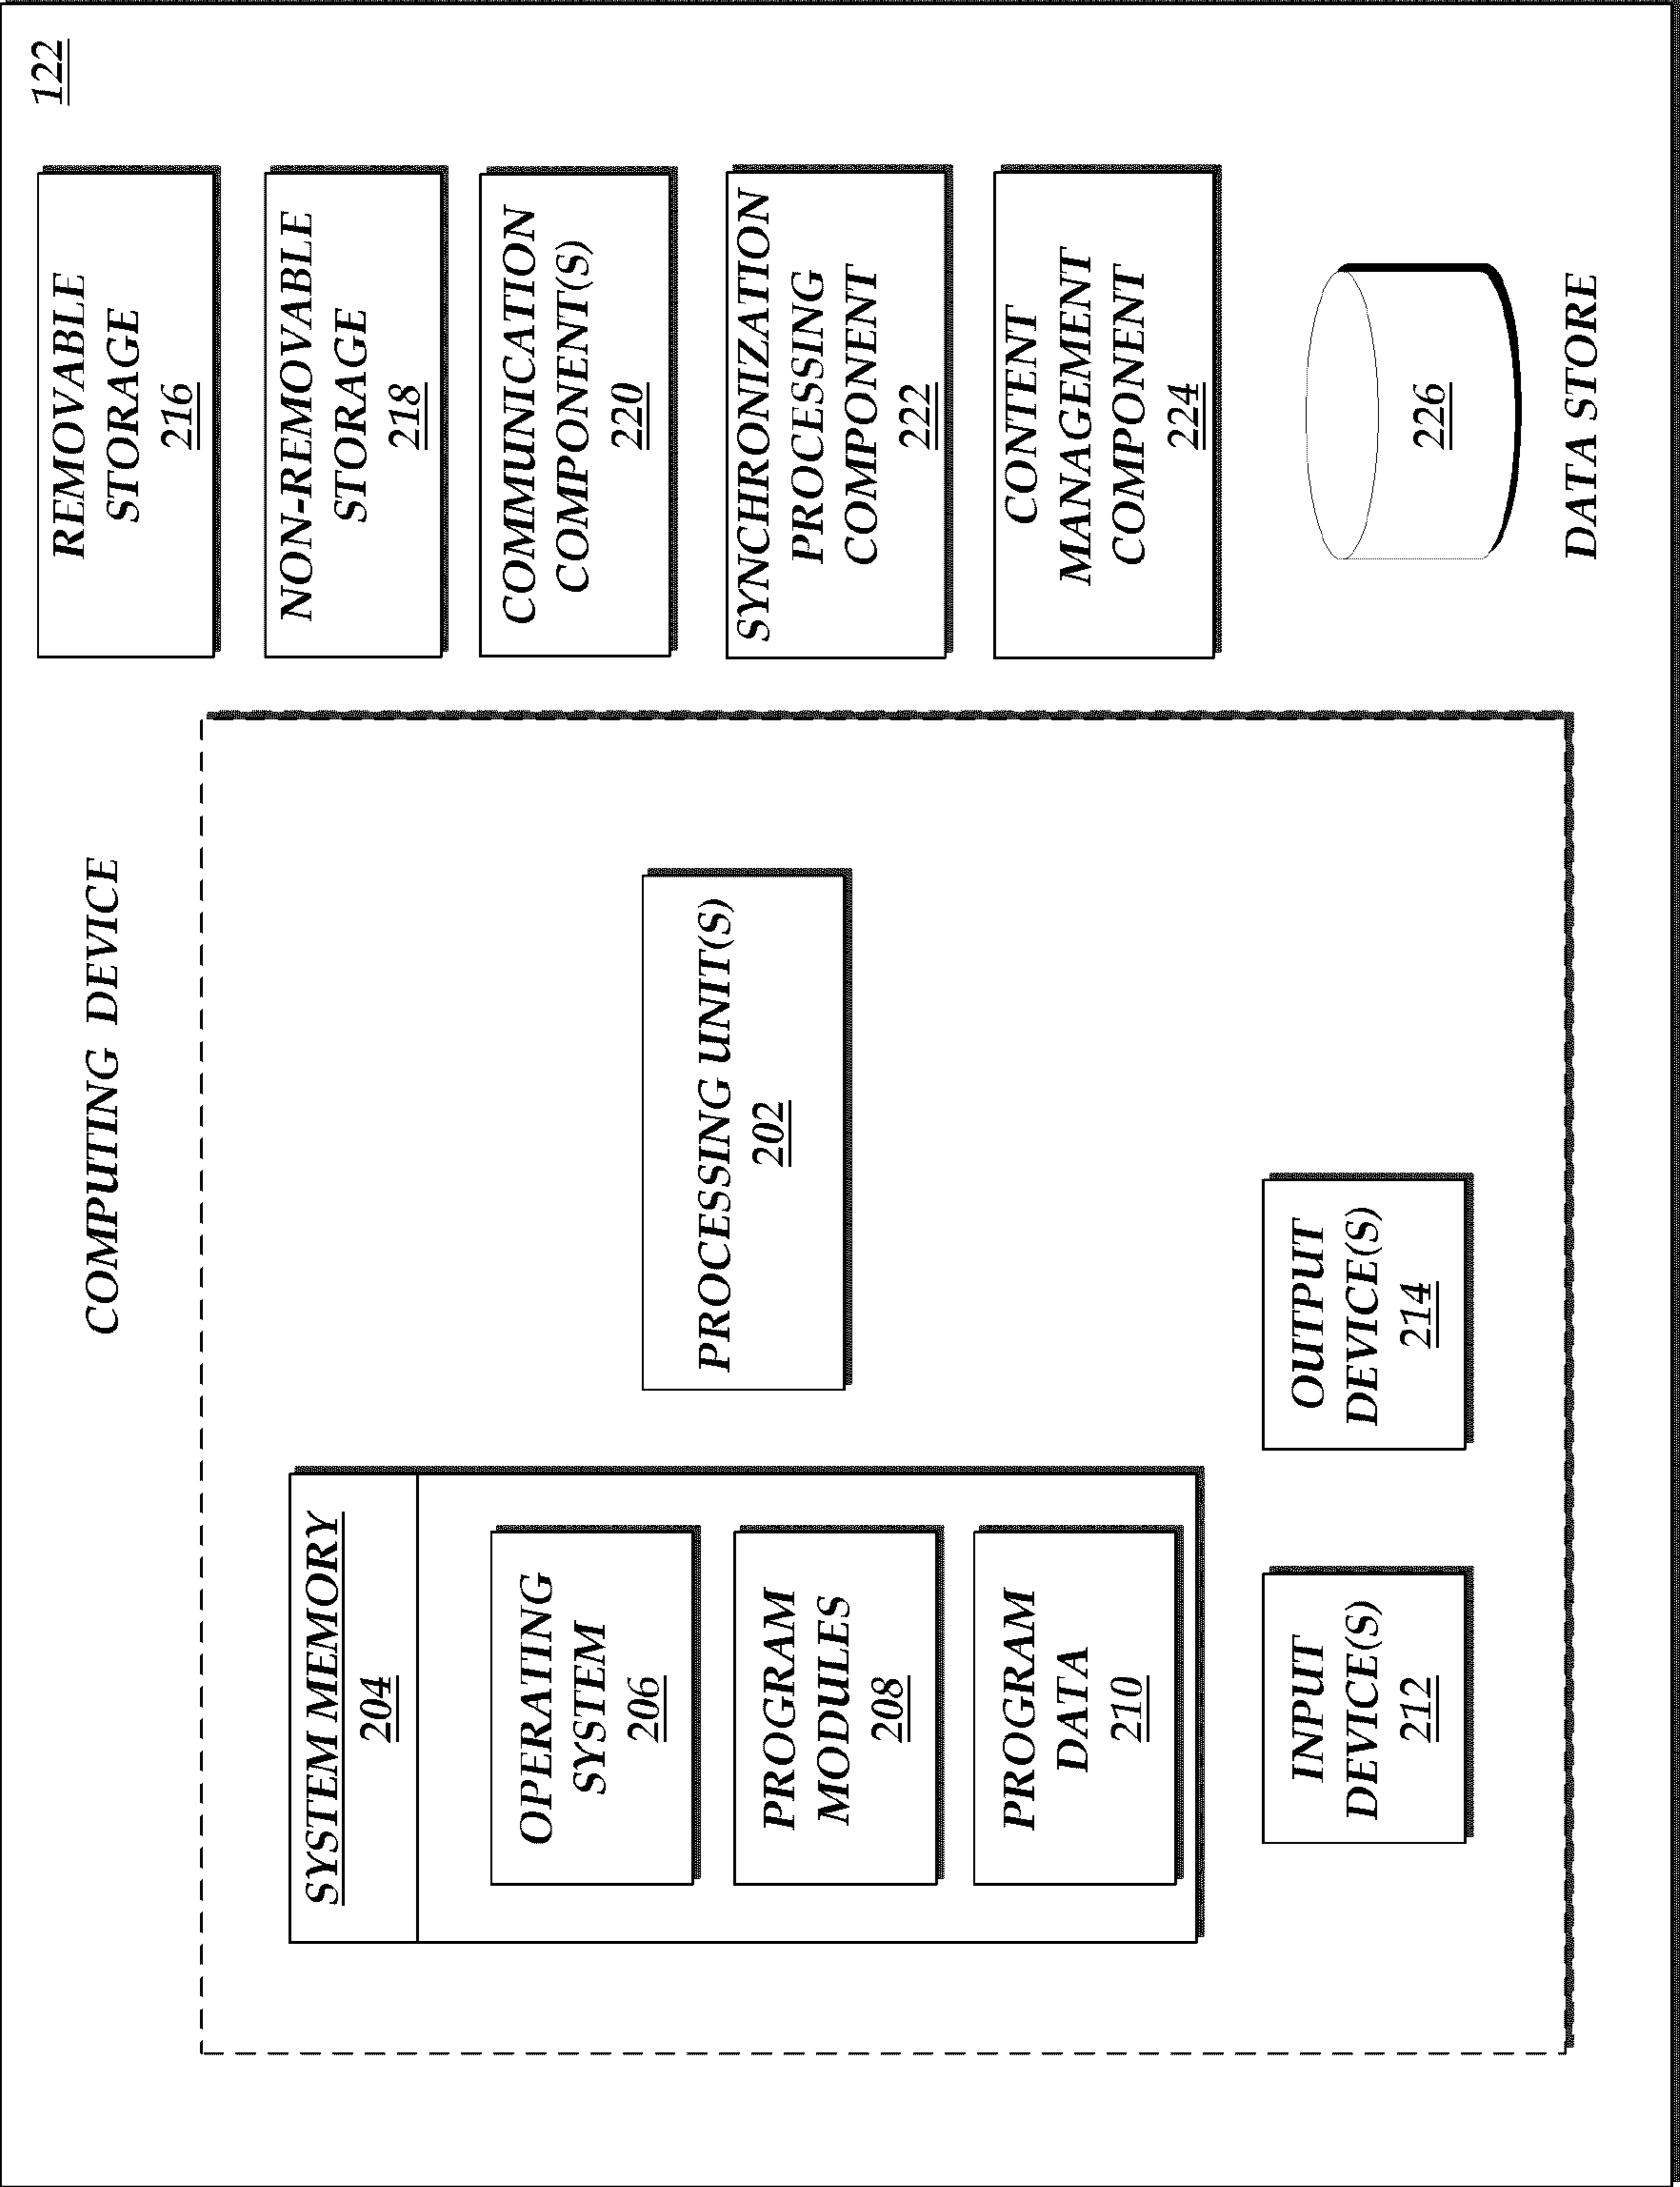 COMPUTING DEVICE
122
SYSTEM MEMORY
204
OPERATING
SYSTEM
206
PROGRAM
MODULES
208
PROGRAM
DATA
210
PROCESSING UNIT(S)
202
INPUT
DEVICE(S)
212
OUTPUT
DEVICE(S)
214
REMOVABLE
STORAGE
216
NON-REMOVABLE
STORAGE
218
COMMUNICATION
COMPONENT(S)
220
SYNCHRONIZATION
PROCESSING
COMPONENT
222
CONTENT
MANAGEMENT
COMPONENT
224
226
DATA STORE